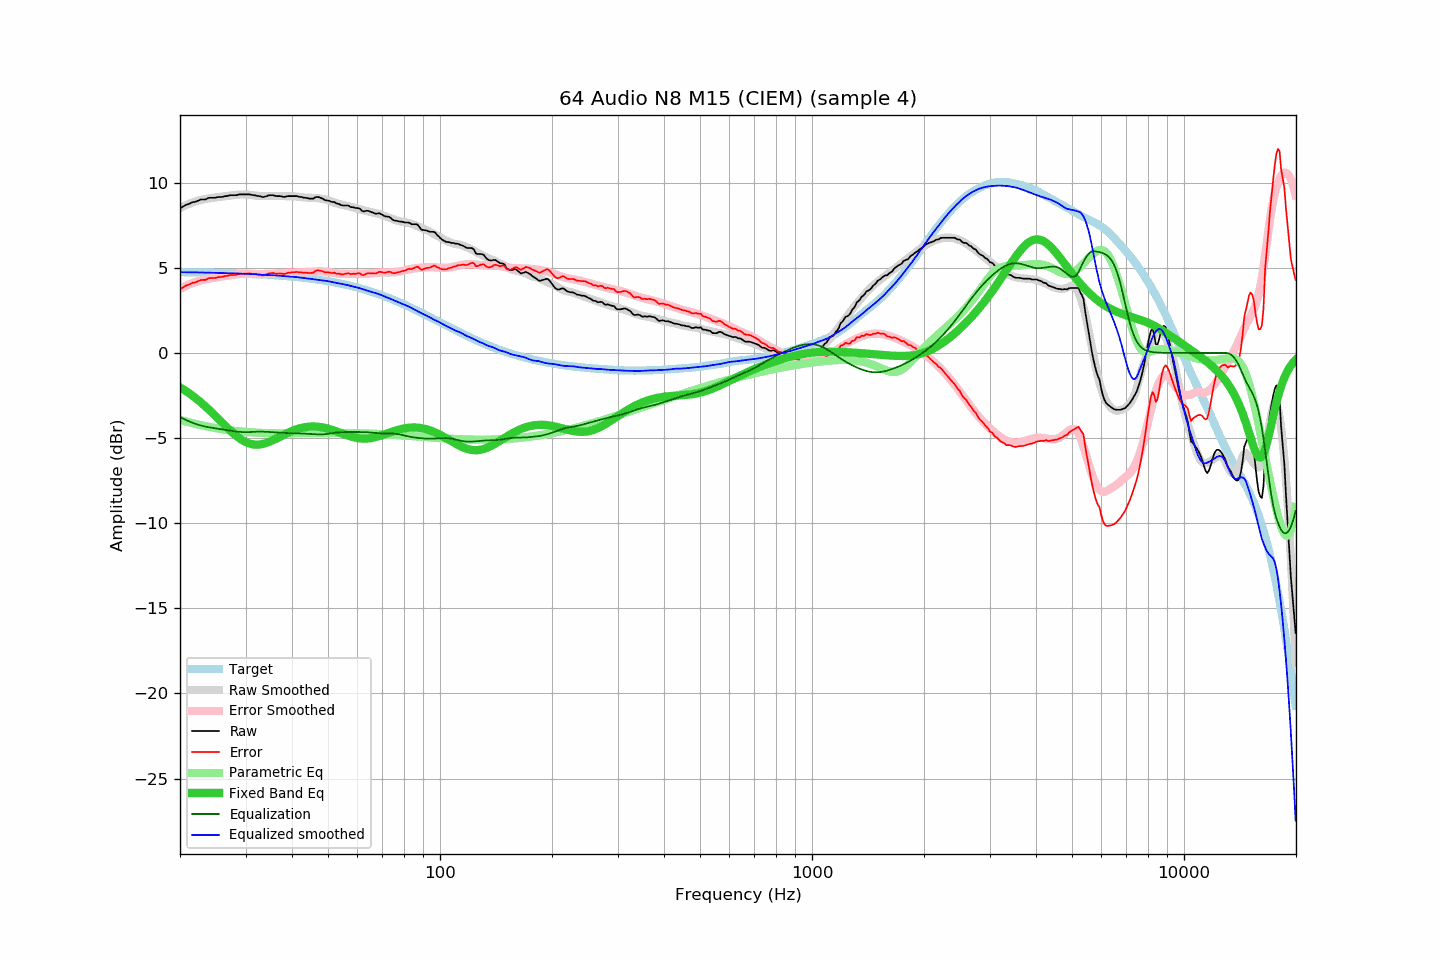 64 Audio N8 M15 (CIEM) (sample 4)
10
5
0
−5
−10
−15
−20
−25
Amplitude (dBr)
Target
Raw Smoothed
Error Smoothed
Raw
Error
Parametric Eq
Fixed Band Eq
Equalization
Equalized smoothed
100
1000
10000
Frequency (Hz)